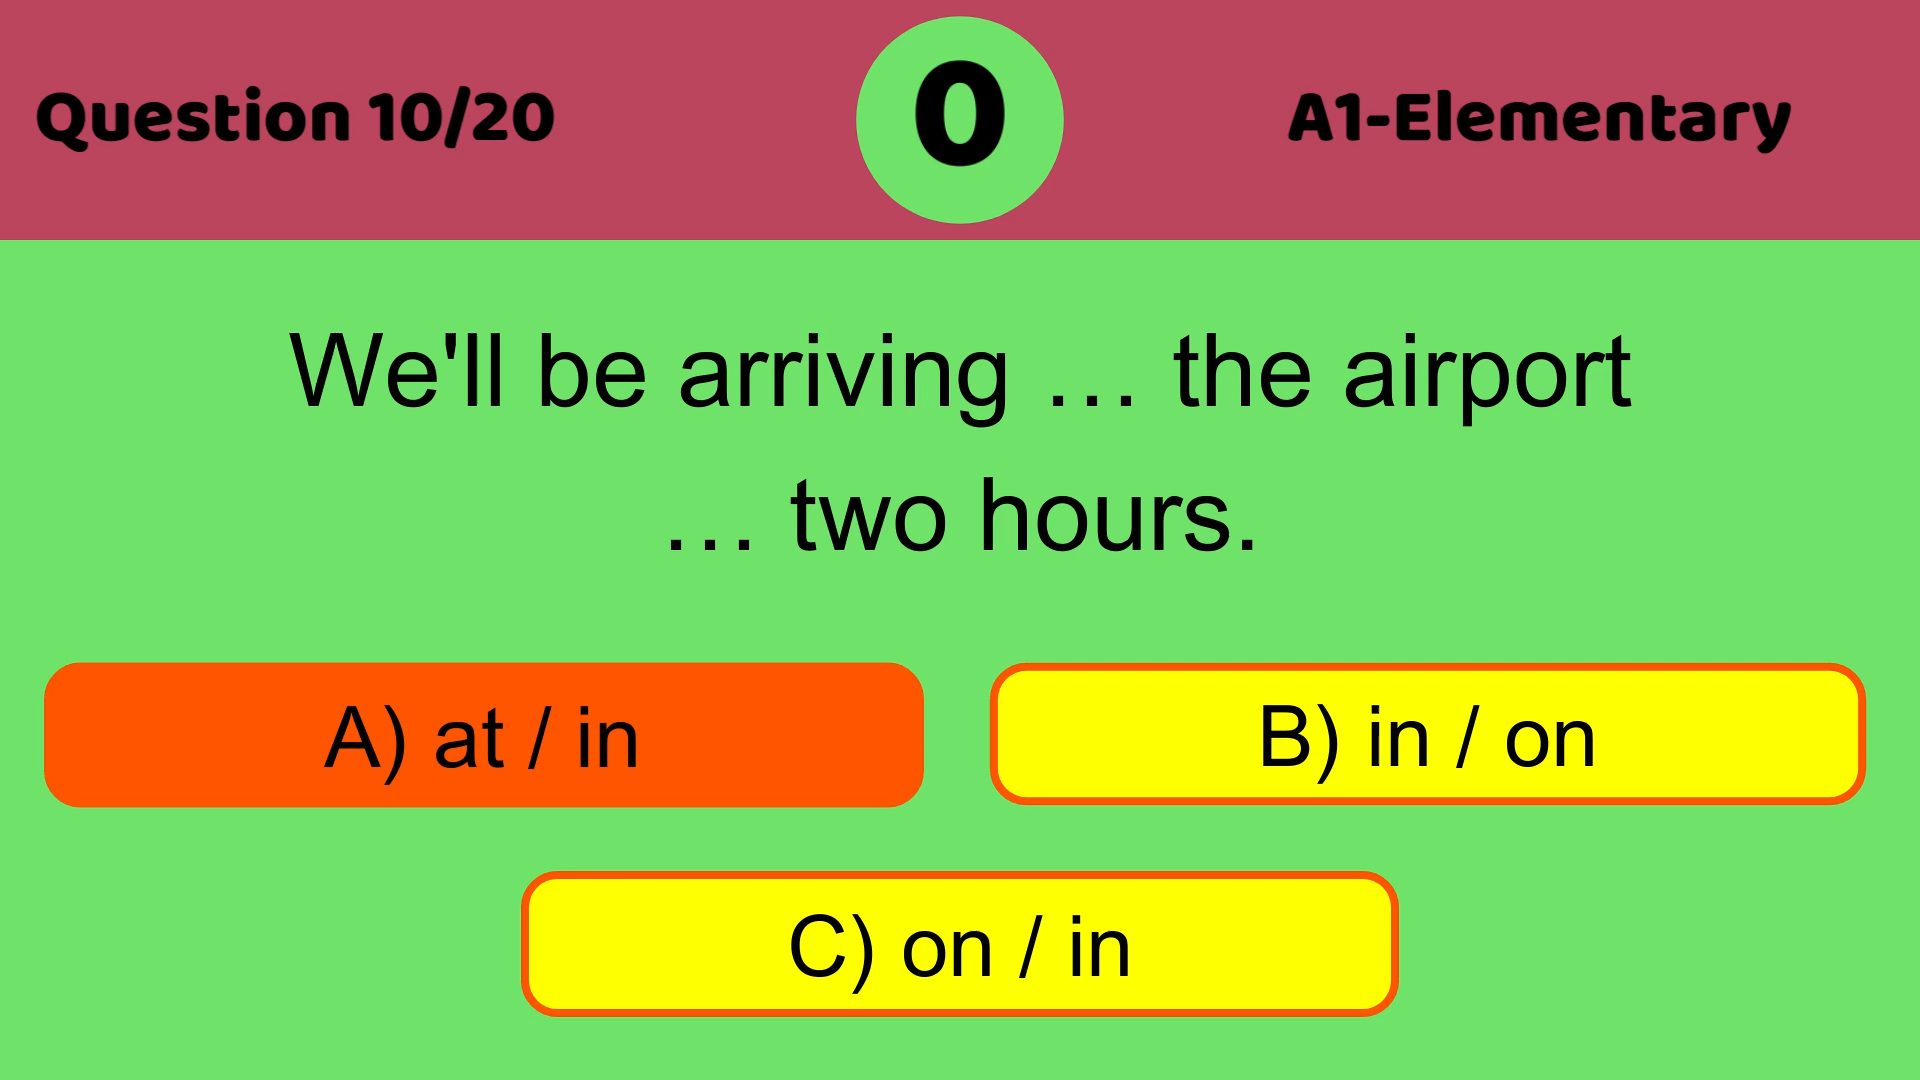 Question 10/20
0
A1-Elementary
We'll be arriving … the airport
… two hours.
A) at / in
B) in / on
C) on / in